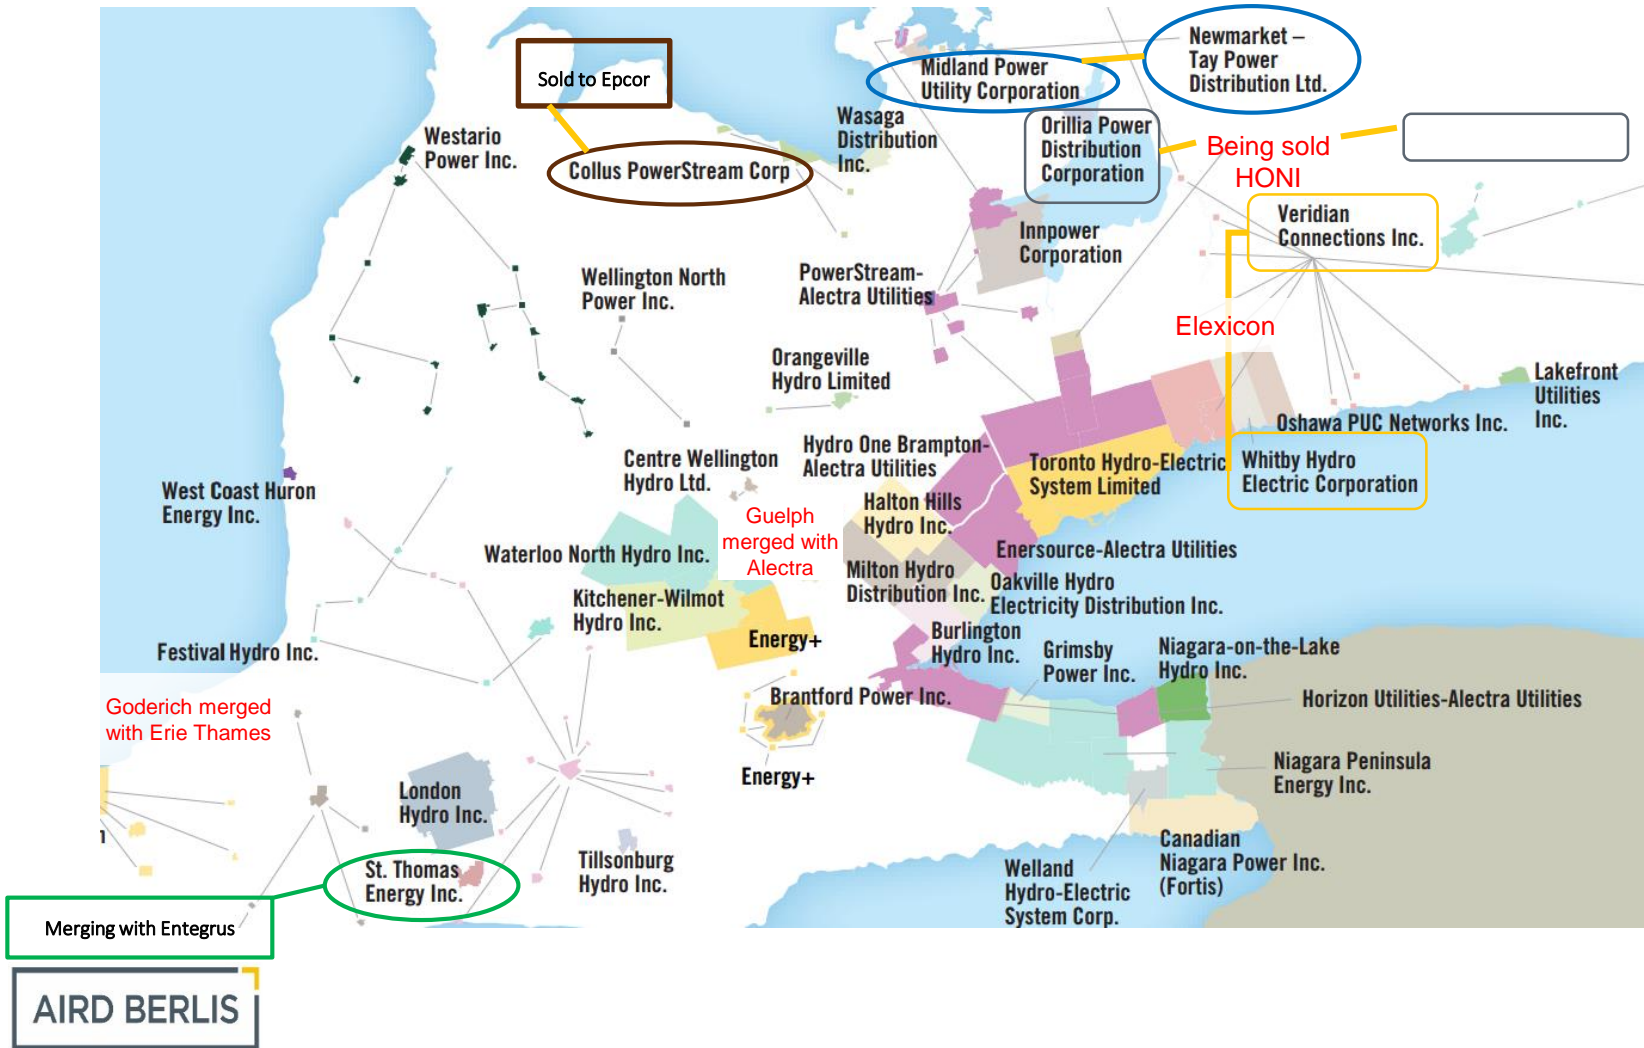 Newmarket –
Tay Power
Distribution Ltd.
Midland Power
Utility Corporation
Sold to Epcor
Wasaga
Distribution
Inc.
Orillia Power
Distribution
Corporation
Being sold
HONI
Westario
Power Inc.
Collus PowerStream Corp
Veridian
Connections Inc.
Innpower
Corporation
Wellington North
Power Inc.
PowerStream-
Alectra Utilities
Elexicon
Orangeville
Hydro Limited
Lakefront
Utilities
Inc.
Oshawa PUC Networks Inc.
Hydro One Brampton-
Alectra Utilities
Centre Wellington
Hydro Ltd.
Toronto Hydro-Electric
System Limited
Whitby Hydro
Electric Corporation
West Coast Huron
Energy Inc.
Halton Hills
Hydro Inc.
Guelph
merged with
Alectra
Waterloo North Hydro Inc.
Enersource-Alectra Utilities
Milton Hydro
Distribution Inc.
Oakville Hydro
Electricity Distribution Inc.
Kitchener-Wilmot
Hydro Inc.
Energy+
Burlington
Hydro Inc.
Grimsby
Power Inc.
Niagara-on-the-Lake
Hydro Inc.
Festival Hydro Inc.
Brantford Power Inc.
Horizon Utilities-Alectra Utilities
Goderich merged
with Erie Thames
Energy+
Niagara Peninsula
Energy Inc.
London
Hydro Inc.
n
St. Thomas
Energy Inc.
Tillsonburg
Hydro Inc.
Welland
Hydro-Electric
System Corp.
Canadian
Niagara Power Inc.
(Fortis)
Merging with Entegrus
AIRD BERLIS